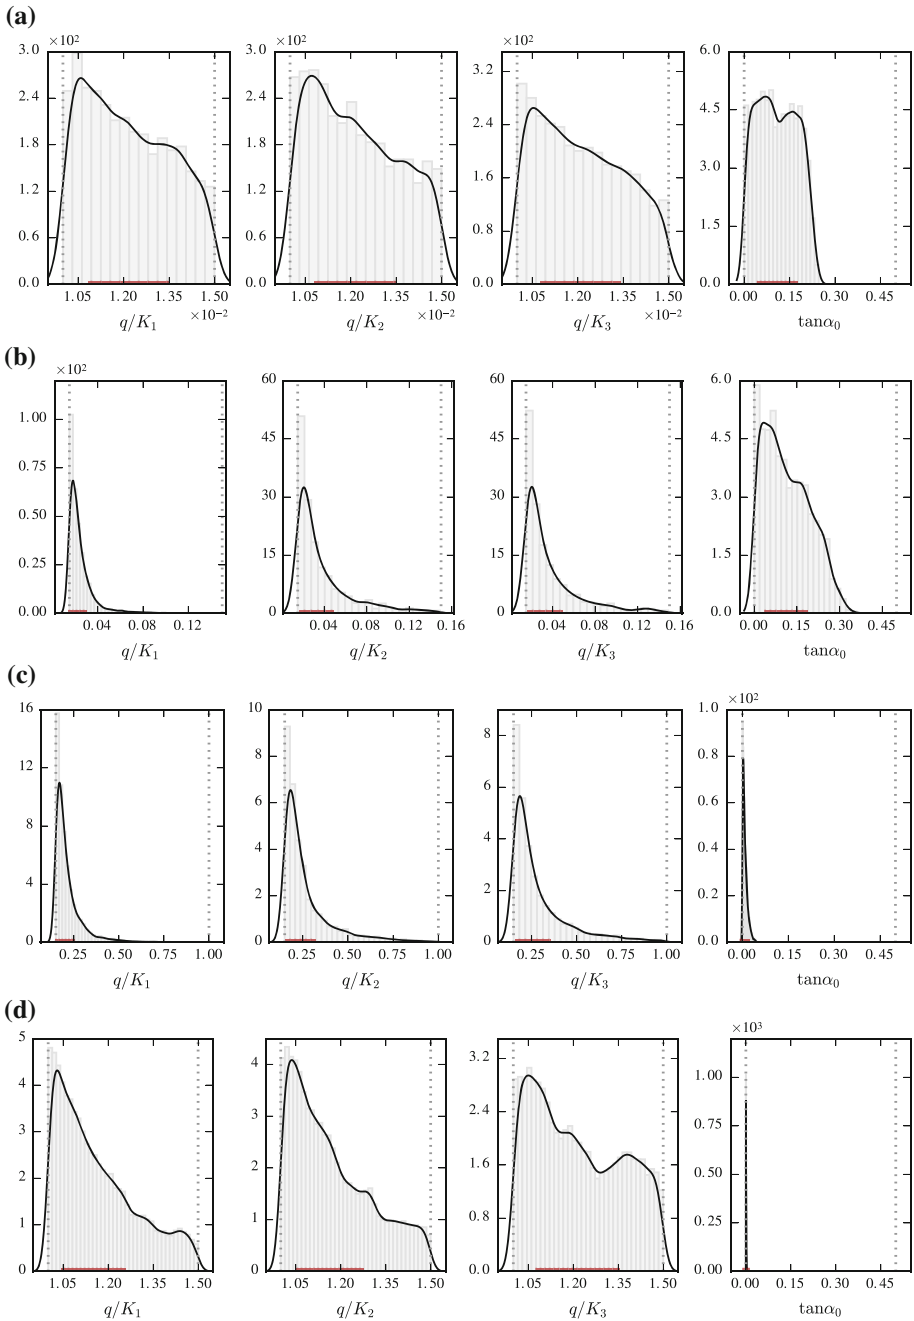 (a)
×10² ×10² ×10²
3.0 3.0 3.2 6.0
2.4 2.4 2.4 4.5
1.8 1.8 1.6 3.0
1.2 1.2 0.8 1.5
0.6 0.6
0.0 0.0 0.0 0.0
1.05 1.20 1.35 1.50 1.05 1.20 1.35 1.50 1.05 1.20 1.35 1.50 0.00 0.15 0.30 0.45
×10⁻² ×10⁻² ×10⁻²
q/K₁ q/K₂ q/K₃ tanα₀
(b)
×10²
1.00 60 60 6.0
0.75 45 45 4.5
0.50 30 30 3.0
0.25 15 15 1.5
0.00 0 0 0.0
0.04 0.08 0.12 0.04 0.08 0.12 0.16 0.04 0.08 0.12 0.16 0.00 0.15 0.30 0.45
q/K₁ q/K₂ q/K₃ tanα₀
(c)
×10²
16 10 8 1.0
12 8 6 0.8
8 6 4 0.6
4 4 2 0.4
0 2 0 0.2
0 0.0
0.25 0.50 0.75 1.00 0.25 0.50 0.75 1.00 0.25 0.50 0.75 1.00 0.00 0.15 0.30 0.45
q/K₁ q/K₂ q/K₃ tanα₀
(d)
×10³
5 4 3.2 1.00
4 3 2.4 0.75
3 2 1.6 0.50
2 1 0.8 0.25
1 0 0.0 0.00
0
1.05 1.20 1.35 1.50 1.05 1.20 1.35 1.50 1.05 1.20 1.35 1.50 0.00 0.15 0.30 0.45
q/K₁ q/K₂ q/K₃ tanα₀